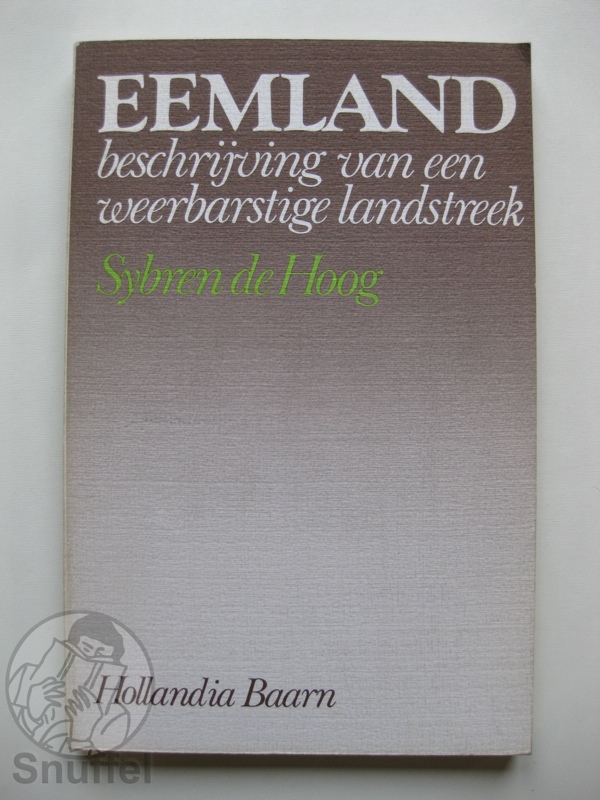 EEMLAND
beschrijving van een
weerbarstige landstreek
Sybren de Hoog
Hollandia Baarn
Snuffel